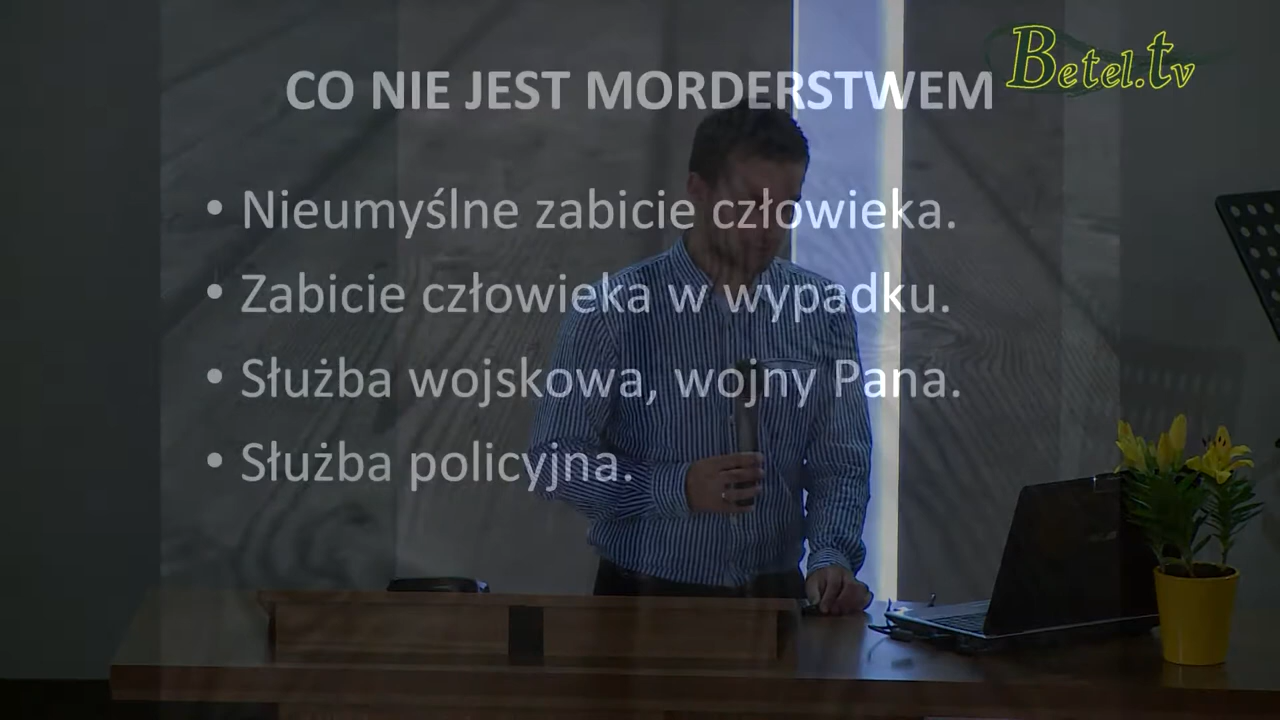 Betel.tv
CO NIE JEST MORDERSTWEM
• Nieumyślne zabicie człowieka.
• Zabicie człowieka w wypadku.
• Służba wojskowa, wojny Pana.
• Służba policyjna.